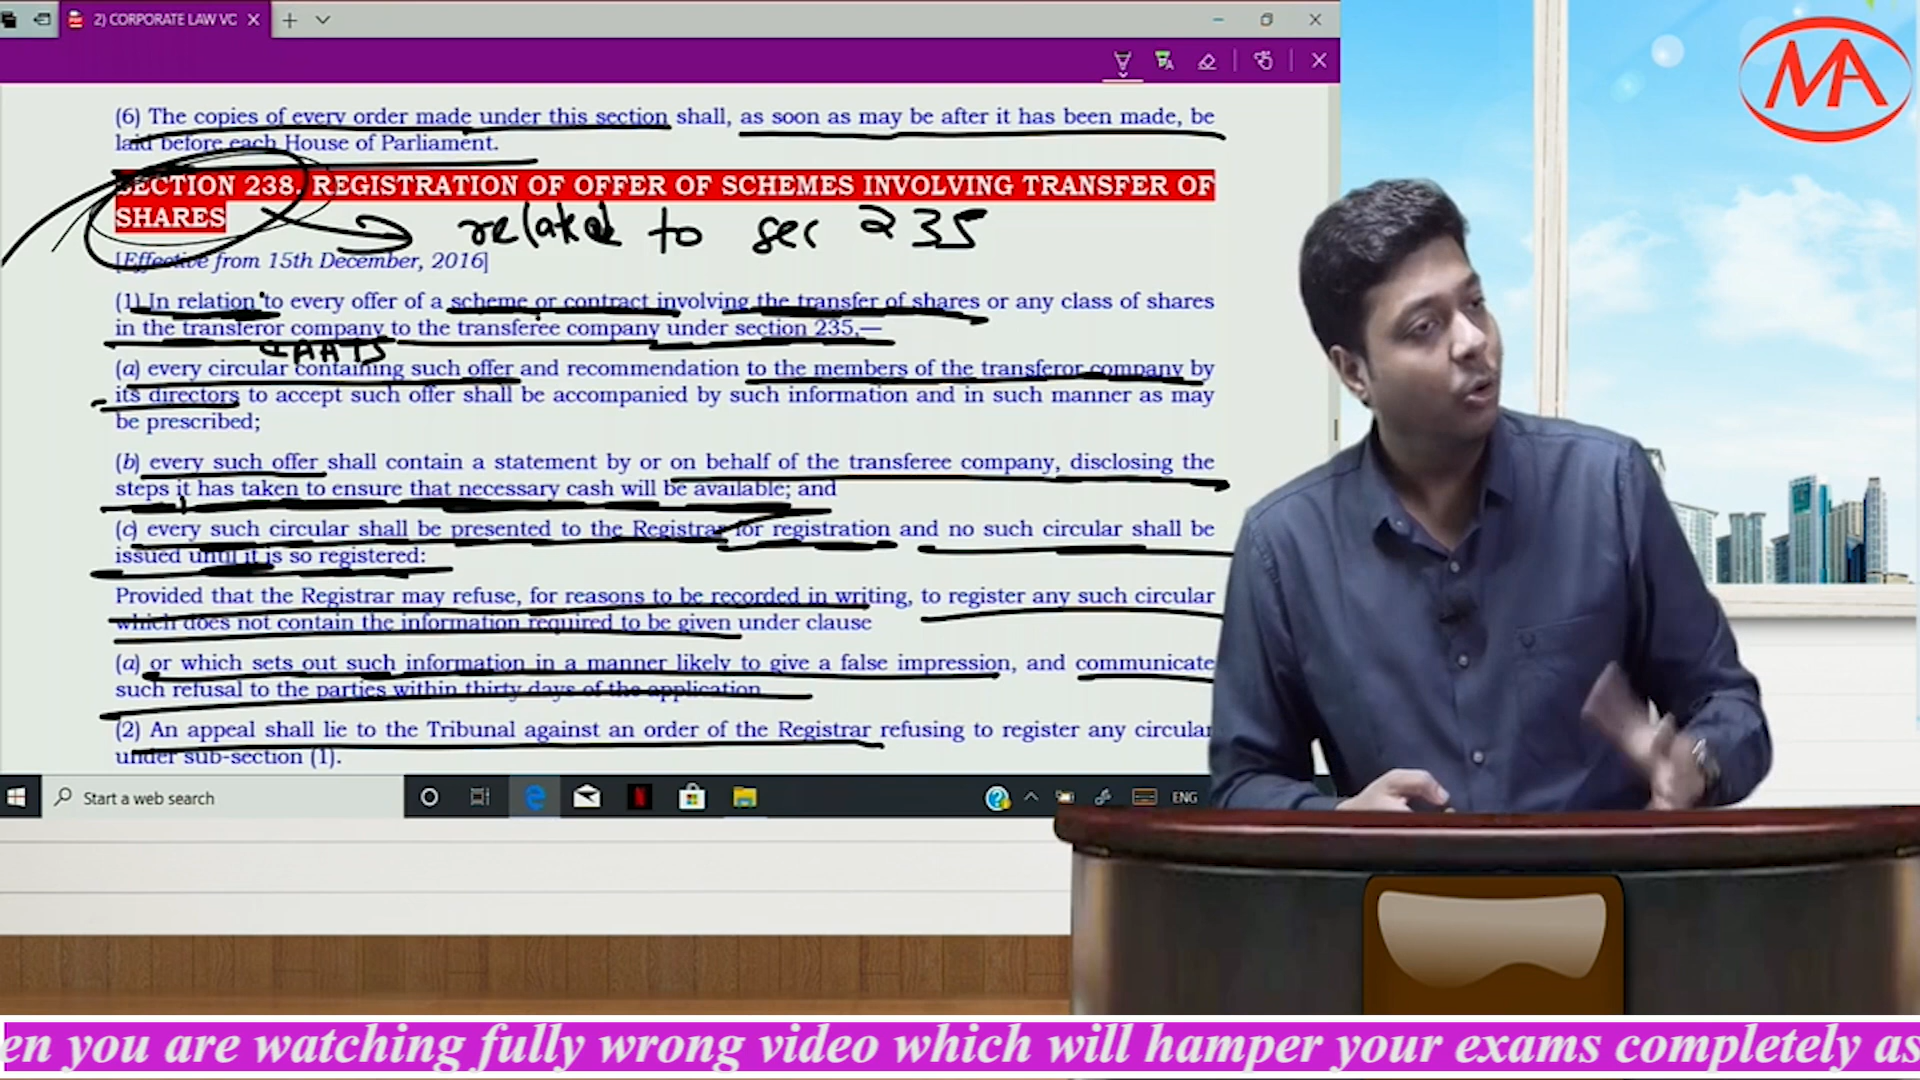 2) CORPORATE LAW VC
(6) The copies of every order made under this section shall, as soon as may be after it has been made, be
laid before each House of Parliament.
SECTION 238. REGISTRATION OF OFFER OF SCHEMES INVOLVING TRANSFER OF
SHARES
related to sec 235
[Effective from 15th December, 2016]
(1) In relation to every offer of a scheme or contract involving the transfer of shares or any class of shares
in the transferor company to the transferee company under section 235,—
(a) every circular containing such offer and recommendation to the members of the transferor company by
its directors to accept such offer shall be accompanied by such information and in such manner as may
be prescribed;
(b) every such offer shall contain a statement by or on behalf of the transferee company, disclosing the
steps it has taken to ensure that necessary cash will be available; and
(c) every such circular shall be presented to the Registrar for registration and no such circular shall be
issued until it is so registered:
Provided that the Registrar may refuse, for reasons to be recorded in writing, to register any such circular
which does not contain the information required to be given under clause
(a) or which sets out such information in a manner likely to give a false impression, and communicate
such refusal to the parties within thirty days of the application
(2) An appeal shall lie to the Tribunal against an order of the Registrar refusing to register any circular
under sub-section (1).
Start a web search
ENG
MA
en you are watching fully wrong video which will hamper your exams completely as